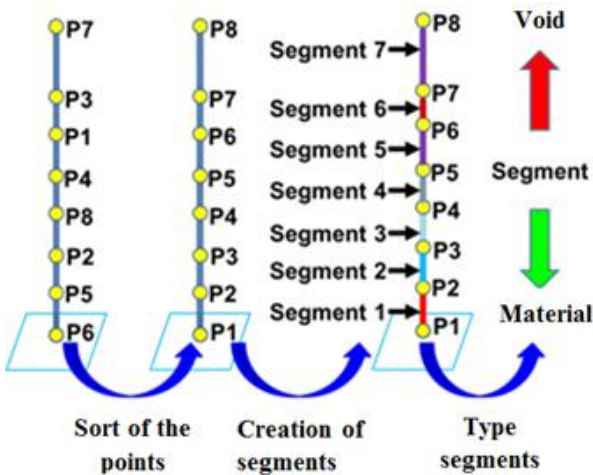 P7
P3
P1
P4
P8
P2
P5
P6
P8
P7
P6
P5
P4
P3
P2
P1
Segment 7
Segment 6
Segment 5
Segment 4
Segment 3
Segment 2
Segment 1
P8
P7
P6
P5
P4
P3
P2
P1
Void
Segment
Material
Sort of the
points
Creation of
segments
Type
segments